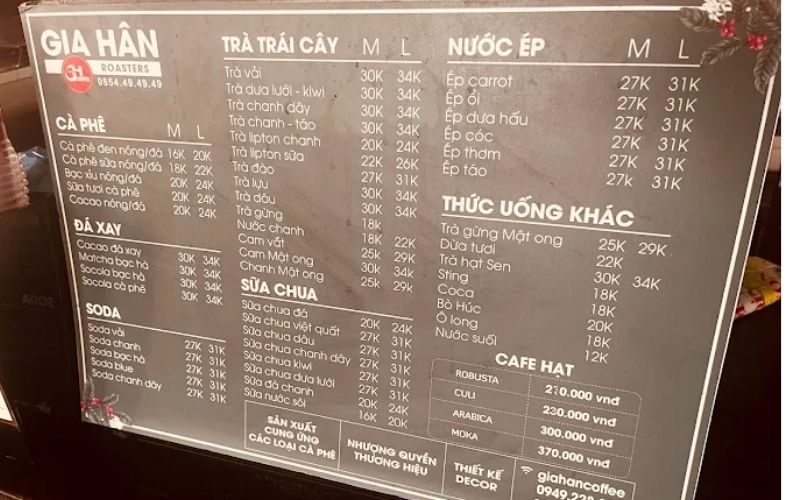 GIA HÂN
ROASTERS
0854.49.49.49
CÀ PHÊ M L
Cà phê đen nóng/đá 16K 20K
Cà phê sữa nóng/đá 18K 22K
Bạc xỉu nóng/đá 20K 24K
Sữa tươi cà phê 20K 24K
Cacao nóng/đá 20K 24K
ĐÁ XAY
Cacao đá xay 30K 34K
Matcha bạc hà 30K 34K
Socola bạc hà 30K 34K
Socola cà phê 30K 34K
SODA
Soda vải 27K 31K
Soda chanh 27K 31K
Soda bạc hà 27K 31K
Soda blue 27K 31K
Soda chanh dây 27K 31K
TRÀ TRÁI CÂY M L
Trà vải 30K 34K
Trà dưa lưới - kiwi 30K 34K
Trà chanh dây 30K 34K
Trà chanh - táo 30K 34K
Trà lipton chanh 20K 24K
Trà lipton sữa 22K 26K
Trà đào 27K 31K
Trà lựu 27K 31K
Trà dâu 30K 34K
Trà gừng 30K 34K
Nước chanh 18K
Cam vắt 18K 22K
Cam Mật ong 25K 29K
Chanh Mật ong 30K 34K
25k 29k
SỮA CHUA
Sữa chua đá 20K 24K
Sữa chua việt quất 27K 31K
Sữa chua dâu 27K 31K
Sữa chua chanh dây 27K 31K
Sữa chua kiwi 27K 31K
Sữa chua dưa lưới 27K 31K
Sữa đá chanh 20K 24K
Sữa nước sôi 16K 20K
NƯỚC ÉP M L
Ép carrot 27K 31K
Ép ổi 27K 31K
Ép dưa hấu 27K 31K
Ép cóc 27K 31K
Ép thơm 27K 31K
Ép táo 27k 31K
THỨC UỐNG KHÁC
Trà gừng Mật ong 25K 29K
Dừa tươi 22K
Trà hạt Sen 30K 34K
Sting 18K
Coca 18K
Bò Húc 20K
Ô long 18K
Nước suối 12K
CAFE HẠT
ROBUSTA 210.000 vnđ
CULI 230.000 vnđ
ARABICA 300.000 vnđ
MOKA 370.000 vnđ
SẢN XUẤT
CUNG ỨNG
CÁC LOẠI CÀ PHÊ
NHƯỢNG QUYỀN
THƯƠNG HIỆU
THIẾT KẾ
DECOR
giahancoffee
0949.228